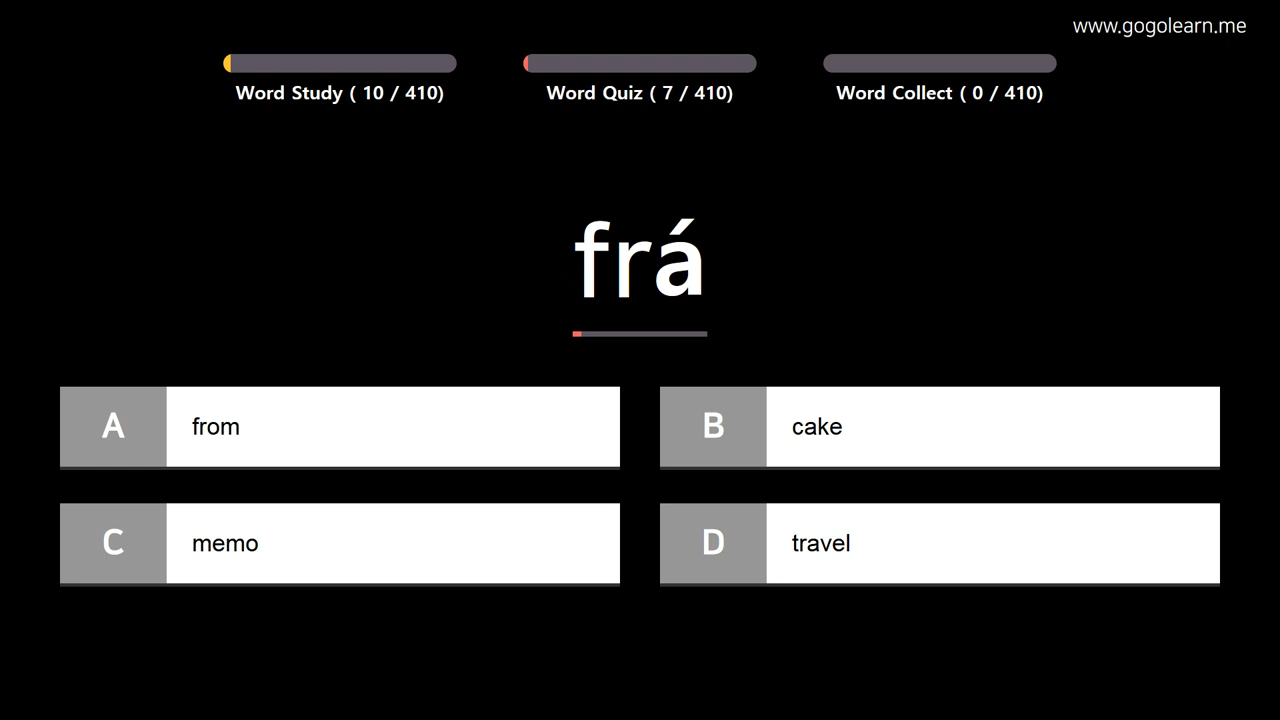 www.gogolearn.me
Word Study ( 10 / 410)
Word Quiz ( 7 / 410)
Word Collect ( 0 / 410)
frá
A from
B cake
C memo
D travel